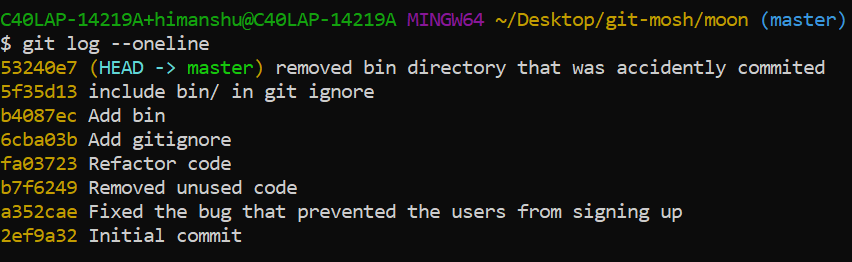 C40LAP-14219A+himanshu@C40LAP-14219A MINGW64 ~/Desktop/git-mosh/moon (master)
$ git log --oneline
53240e7 (HEAD -> master) removed bin directory that was accidently commited
5f35d13 include bin/ in git ignore
b4087ec Add bin
6cba03b Add gitignore
fa03723 Refactor code
b7f6249 Removed unused code
a352cae Fixed the bug that prevented the users from signing up
2ef9a32 Initial commit